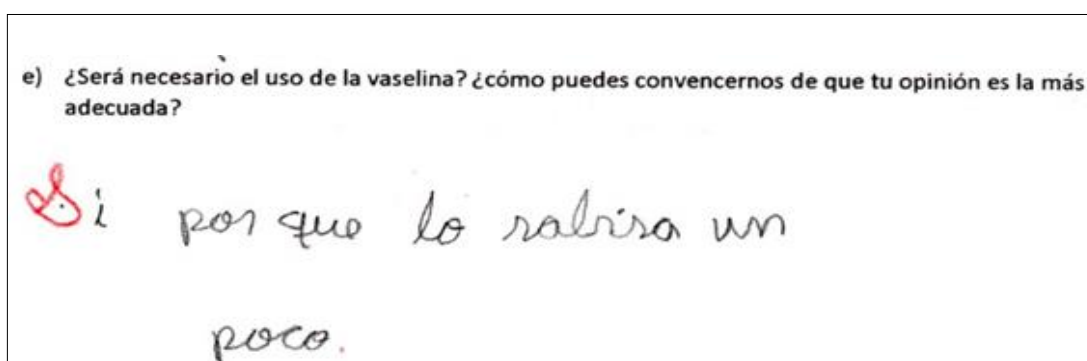 e) ¿Será necesario el uso de la vaselina? ¿cómo puedes convencernos de que tu opinión es la más
adecuada?
Si por que lo un
poco.